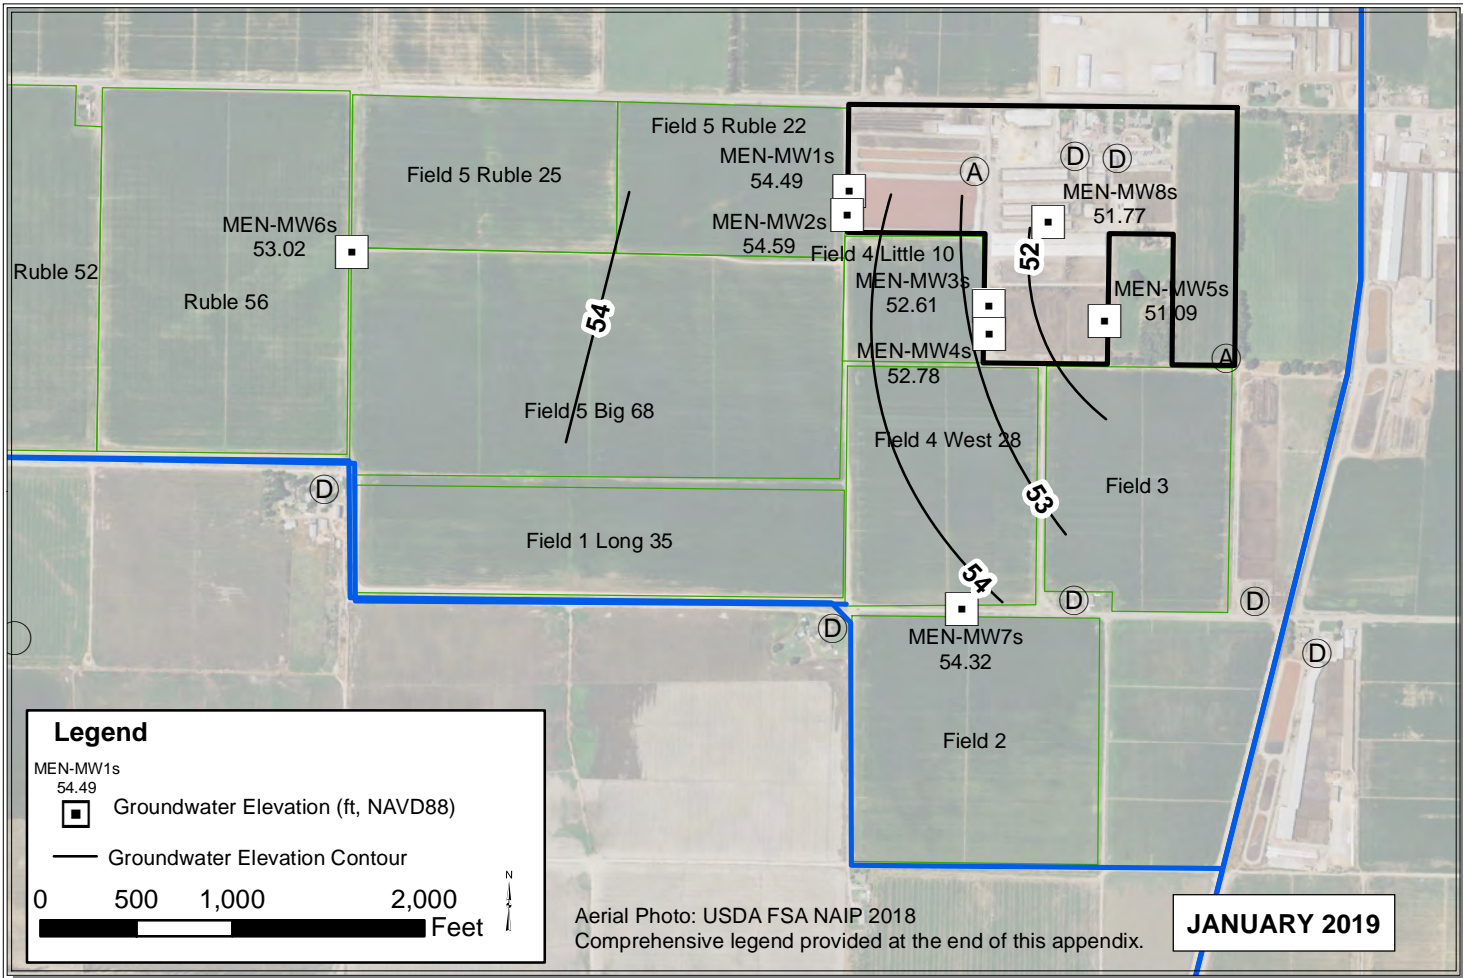 Field 5 Ruble 22
MEN-MW1s
54.49
MEN-MW2s
54.59
Field 5 Ruble 25
MEN-MW6s
53.02
Ruble 52
Ruble 56
A
D
D
MEN-MW8s
51.77
52
Field 4 Little 10
MEN-MW3s
52.61
MEN-MW5s
51.09
MEN-MW4s
52.78
A
54
Field 5 Big 68
Field 4 West 28
Field 3
53
D
Field 1 Long 35
54
D
D
D
D
MEN-MW7s
54.32
Field 2
Legend
MEN-MW1s
54.49
Groundwater Elevation (ft, NAVD88)
Groundwater Elevation Contour
0 500 1,000 2,000
Feet
N
Aerial Photo: USDA FSA NAIP 2018
Comprehensive legend provided at the end of this appendix.
JANUARY 2019